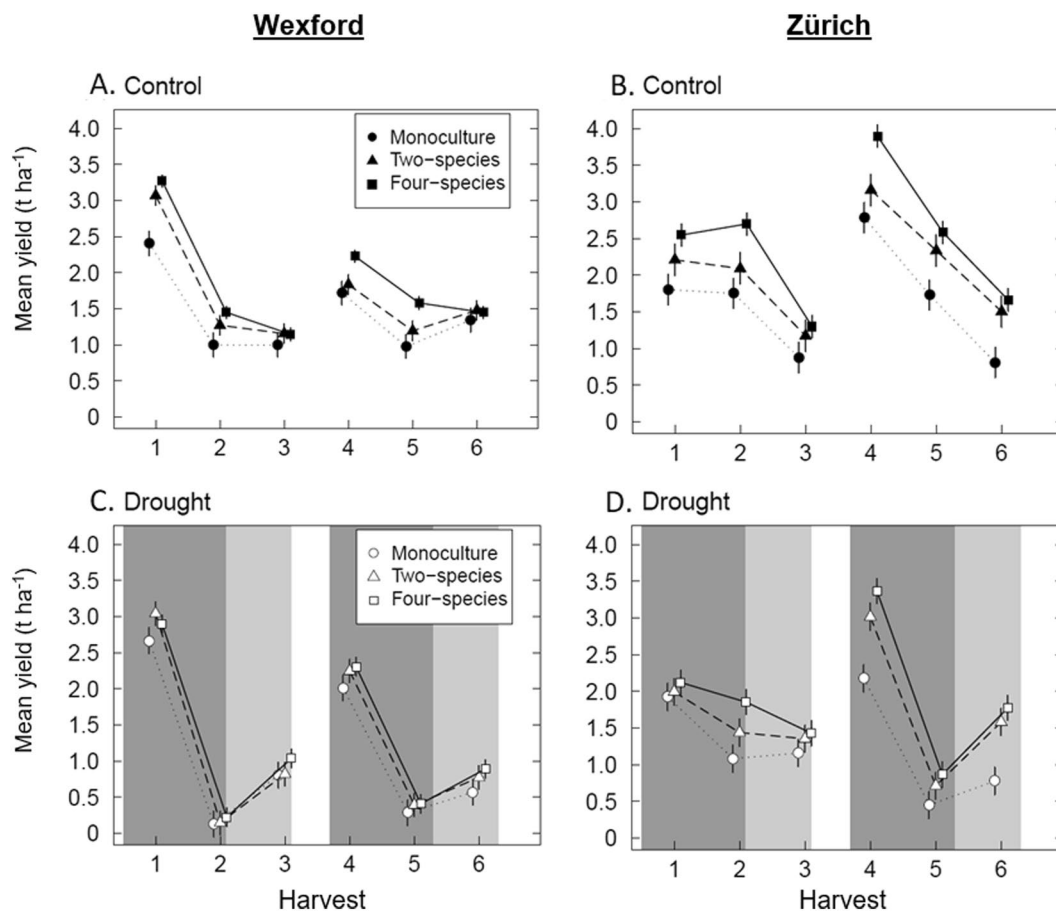 Wexford
Zürich
A. Control
B. Control
Mean yield (t ha⁻¹)
4.0
3.5
3.0
2.5
2.0
1.5
1.0
0.5
0
Monoculture
Two−species
Four−species
1 2 3 4 5 6
4.0
3.5
3.0
2.5
2.0
1.5
1.0
0.5
0
1 2 3 4 5 6
C. Drought
D. Drought
Mean yield (t ha⁻¹)
4.0
3.5
3.0
2.5
2.0
1.5
1.0
0.5
0
Monoculture
Two−species
Four−species
1 2 3 4 5 6
Harvest
4.0
3.5
3.0
2.5
2.0
1.5
1.0
0.5
0
1 2 3 4 5 6
Harvest